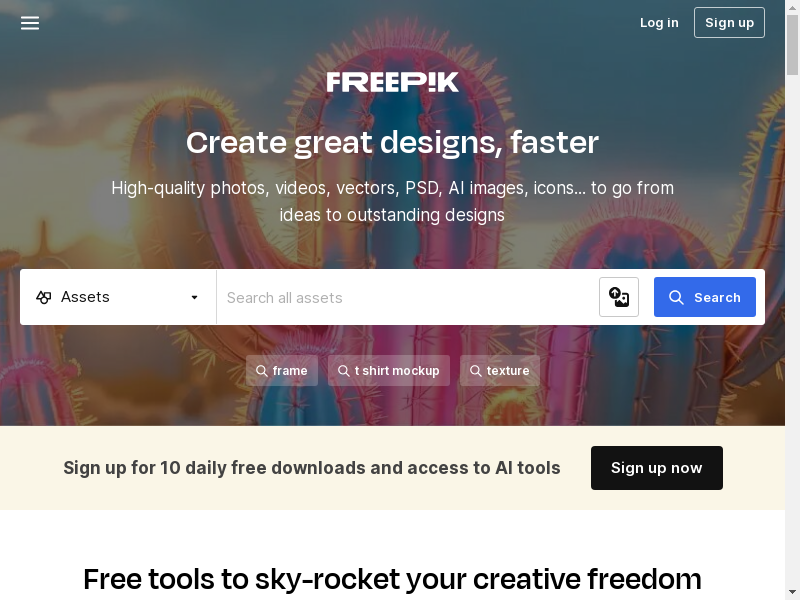 Log in
Sign up
FREEPIK
Create great designs, faster
High-quality photos, videos, vectors, PSD, AI images, icons... to go from
ideas to outstanding designs
Assets
Search all assets
Search
frame
t shirt mockup
texture
Sign up for 10 daily free downloads and access to AI tools
Sign up now
Free tools to sky-rocket your creative freedom